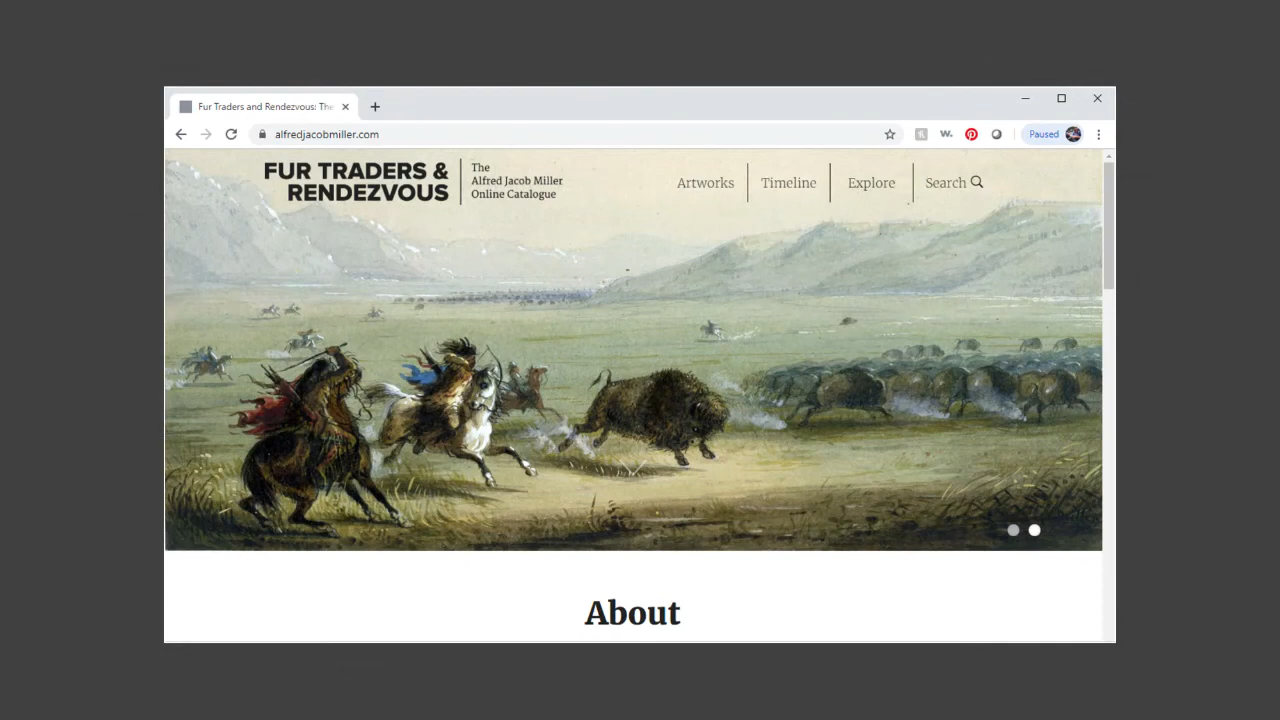 Fur Traders and Rendezvous: The
alfredjacobmiller.com
Paused
FUR TRADERS &
RENDEZVOUS
The
Alfred Jacob Miller
Online Catalogue
Artworks
Timeline
Explore
Search
About